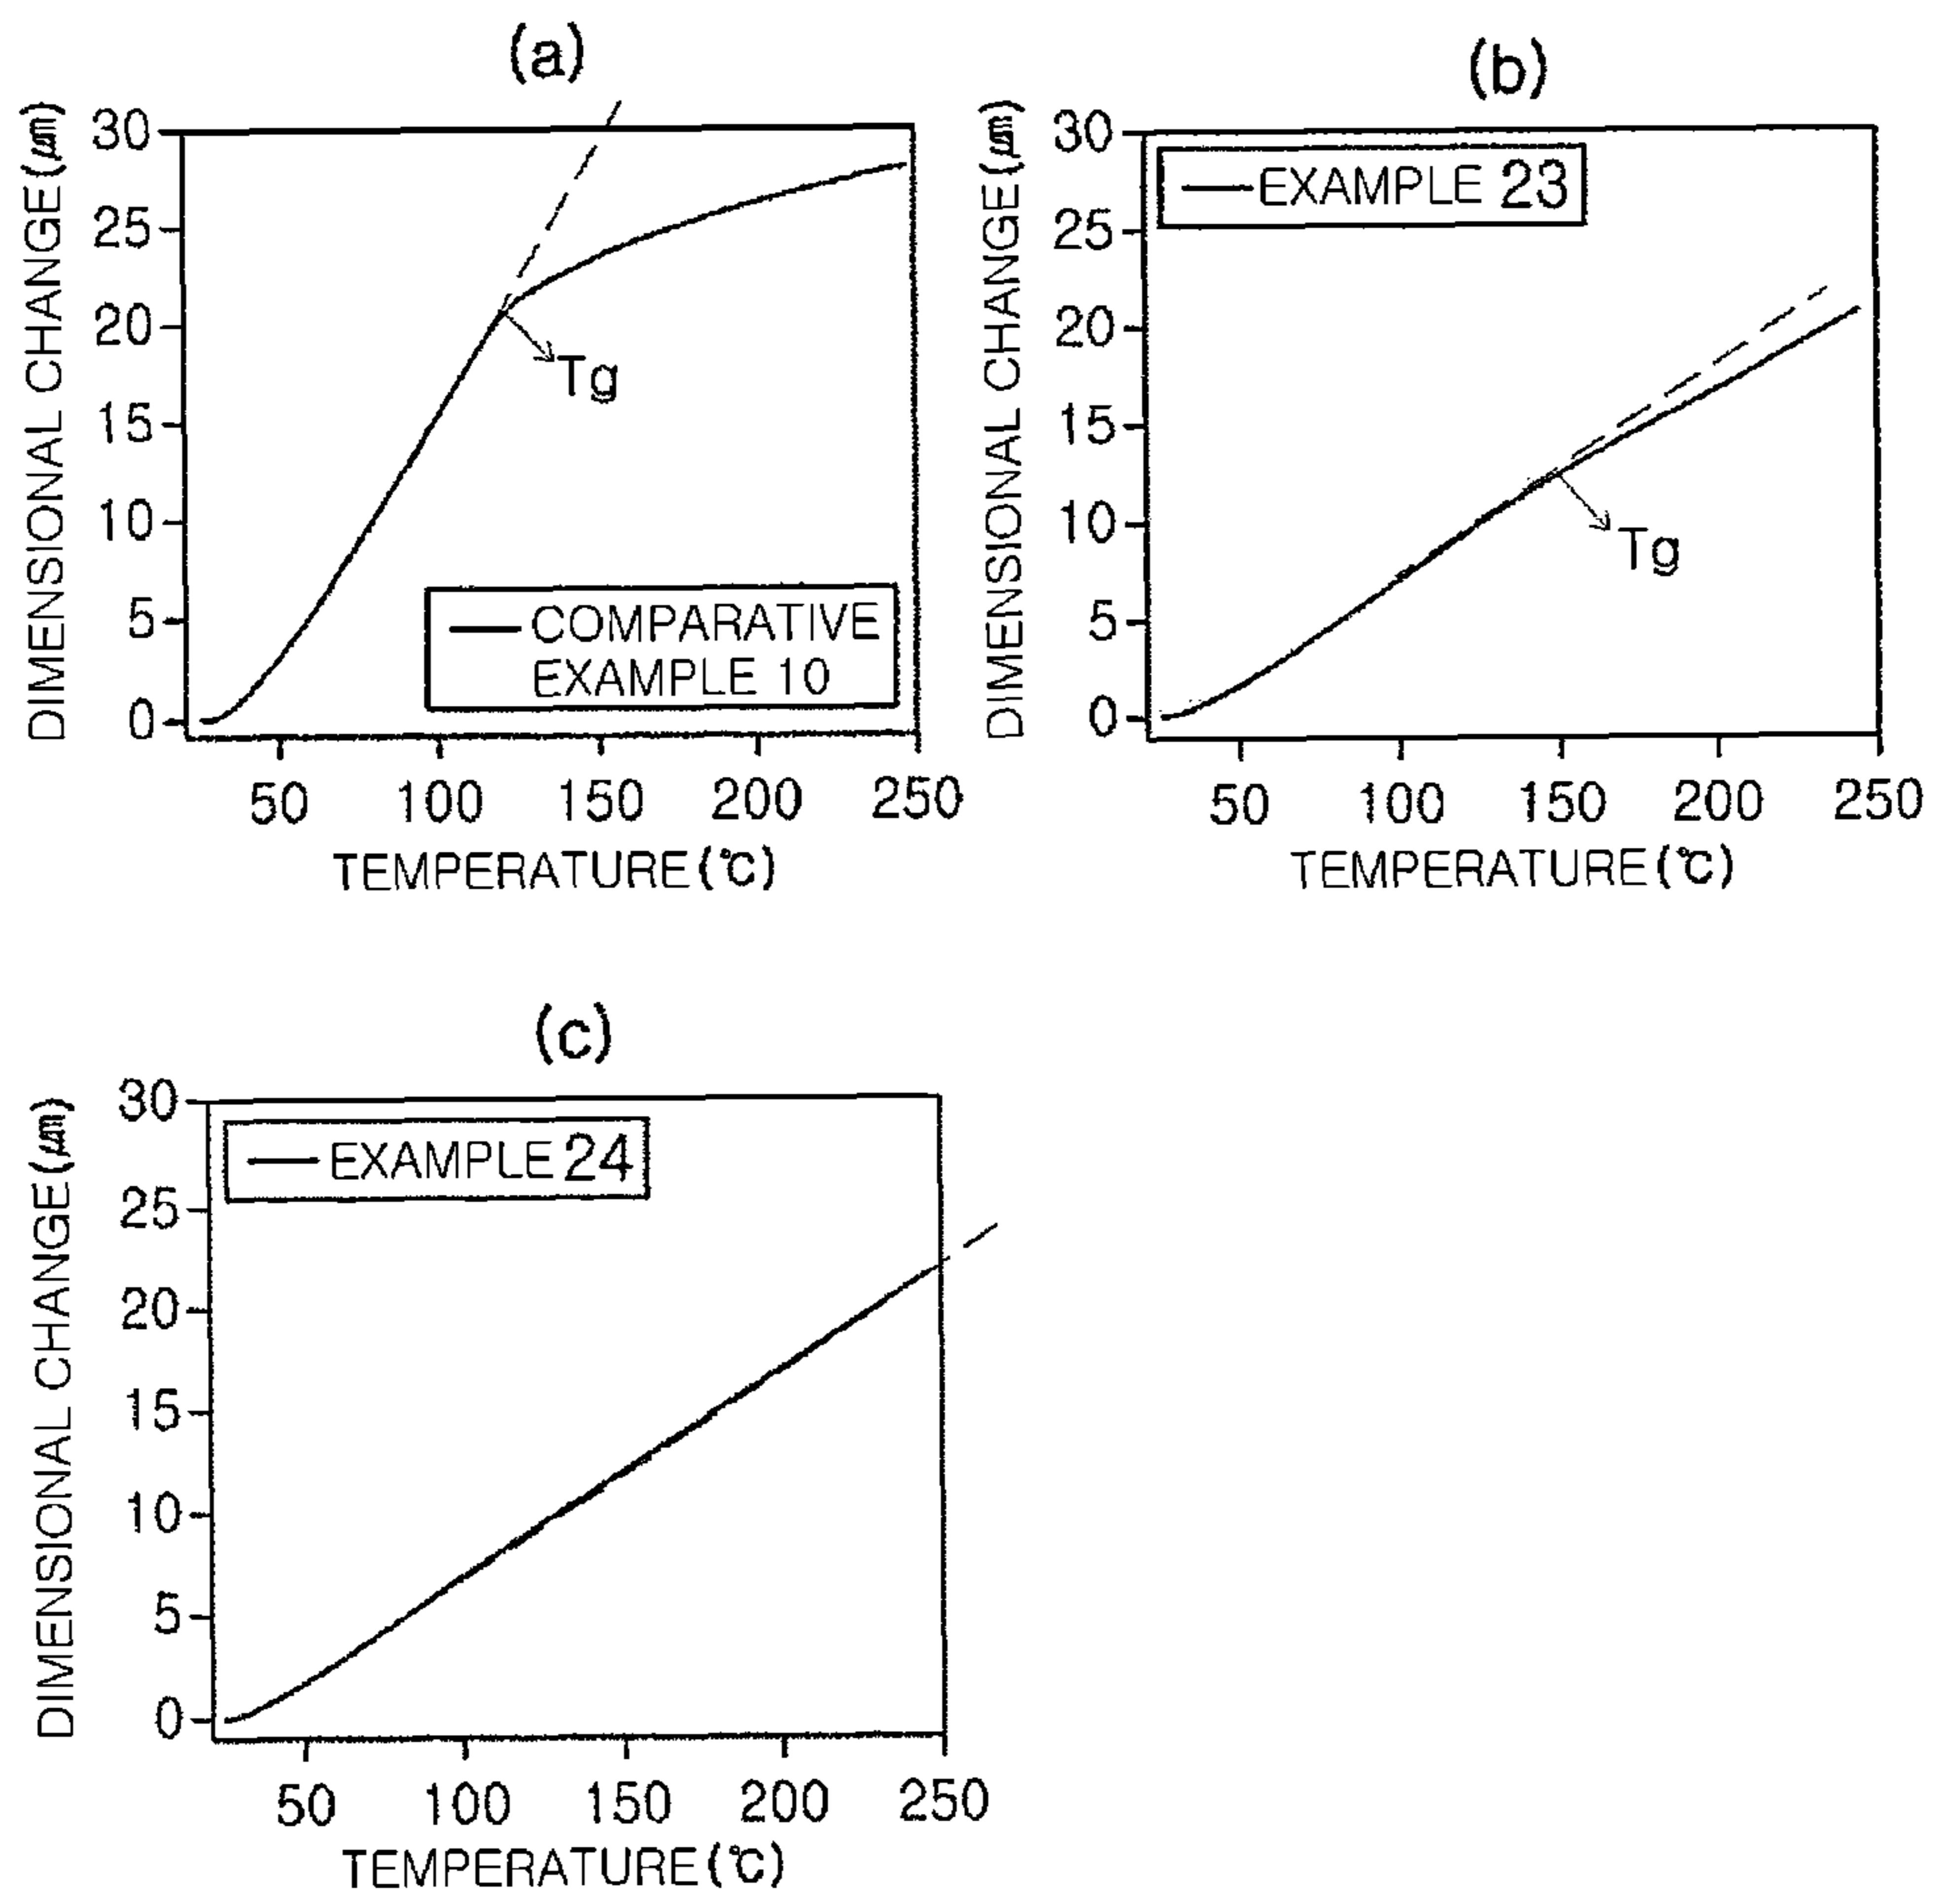 (a)
DIMENSIONAL CHANGE(㎛)
30
25
20
15
10
5
0
Tg
COMPARATIVE
EXAMPLE 10
50 100 150 200 250
TEMPERATURE(℃)
(b)
DIMENSIONAL CHANGE(㎛)
30
25
20
15
10
5
0
EXAMPLE 23
Tg
50 100 150 200 250
TEMPERATURE(℃)
(c)
DIMENSIONAL CHANGE(㎛)
30
25
20
15
10
5
0
EXAMPLE 24
50 100 150 200 250
TEMPERATURE(℃)